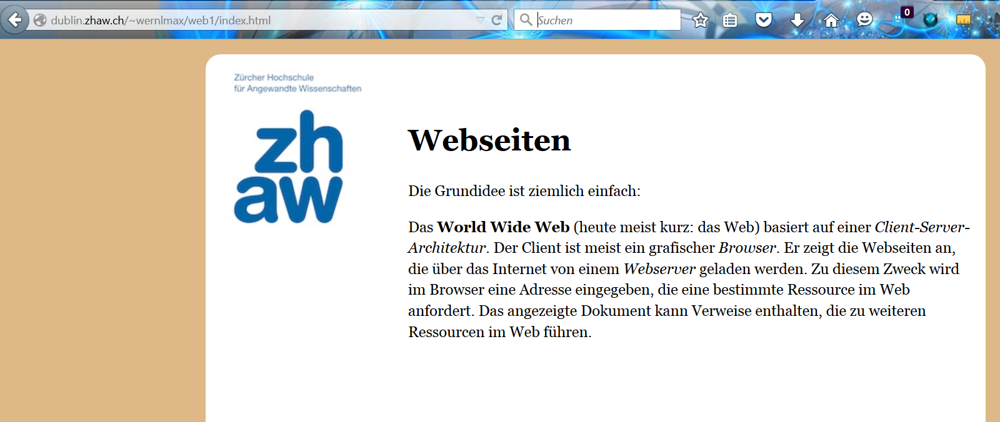 dublin.zhaw.ch/~wernlmax/web1/index.html
Suchen
0
Zürcher Hochschule
für Angewandte Wissenschaften
zh
aw
Webseiten
Die Grundidee ist ziemlich einfach:
Das World Wide Web (heute meist kurz: das Web) basiert auf einer Client-Server-
Architektur. Der Client ist meist ein grafischer Browser. Er zeigt die Webseiten an,
die über das Internet von einem Webserver geladen werden. Zu diesem Zweck wird
im Browser eine Adresse eingegeben, die eine bestimmte Ressource im Web
anfordert. Das angezeigte Dokument kann Verweise enthalten, die zu weiteren
Ressourcen im Web führen.